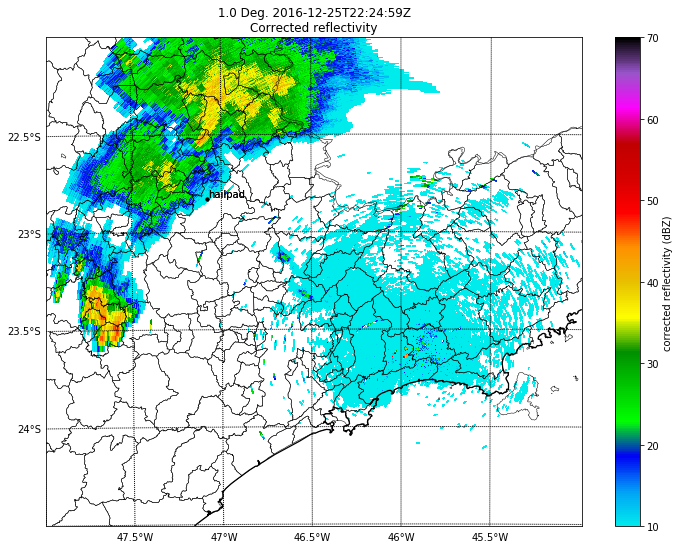 1.0 Deg. 2016-12-25T22:24:59Z
Corrected reflectivity
22.5°S
23°S
23.5°S
24°S
hailpad
47.5°W
47°W
46.5°W
46°W
45.5°W
70
60
50
40
30
20
10
corrected reflectivity (dBZ)